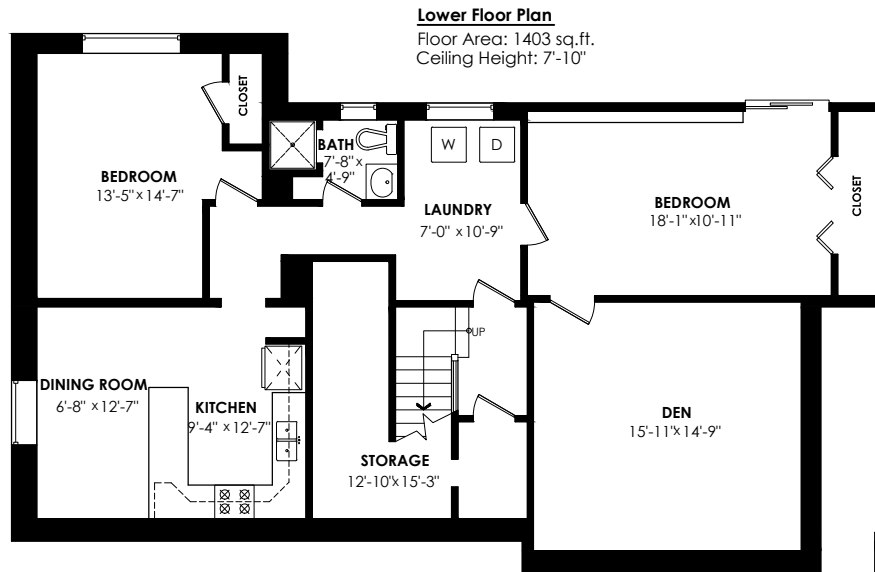 Lower Floor Plan
Floor Area: 1403 sq.ft.
Ceiling Height: 7'-10"
CLOSET
BEDROOM
13'-5" x 14'-7"
BATH
7'-8" x
4'-9"
W
D
LAUNDRY
7'-0" x10'-9"
BEDROOM
18'-1"x10'-11"
CLOSET
UP
DINING ROOM
6'-8" x12'-7"
KITCHEN
9'-4" x12'-7"
STORAGE
12'-10"x15'-3"
DEN
15'-11"x14'-9"